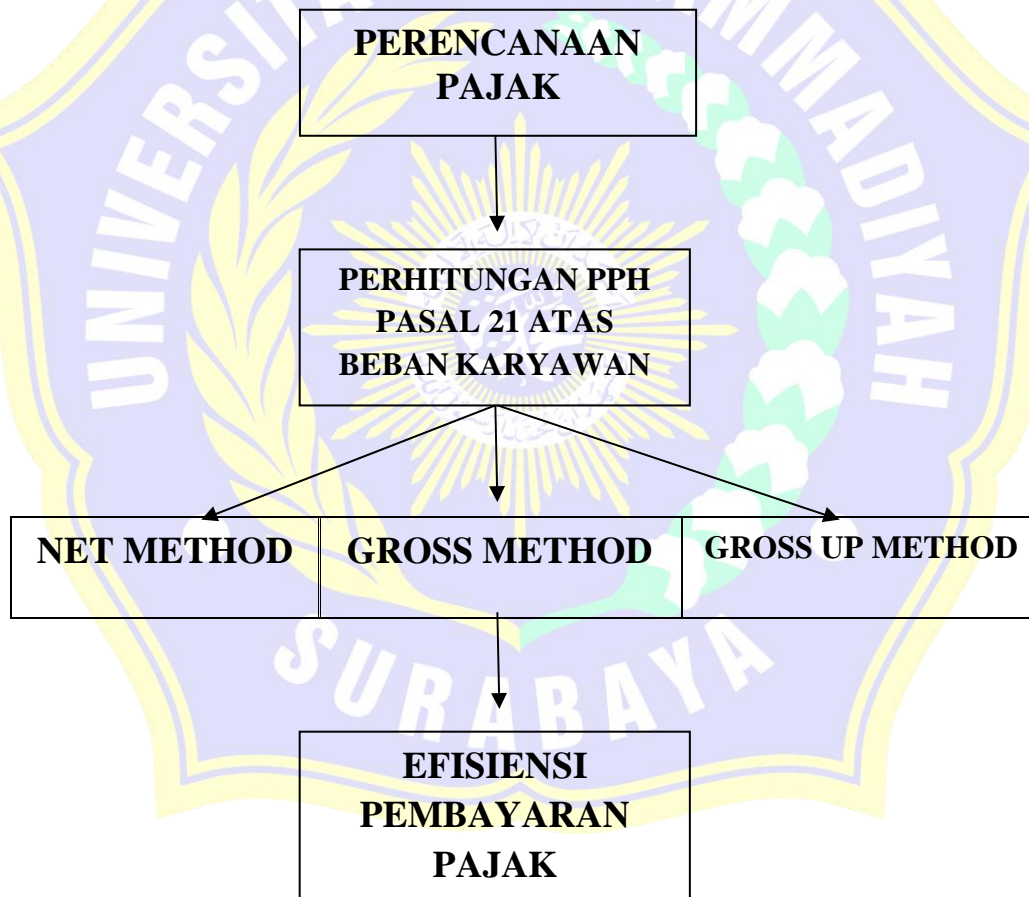 PERENCANAAN
PAJAK
PERHITUNGAN PPH
PASAL 21 ATAS
BEBAN KARYAWAN
NET METHOD
GROSS METHOD
GROSS UP METHOD
EFISIENSI
PEMBAYARAN
PAJAK
SURABAYA